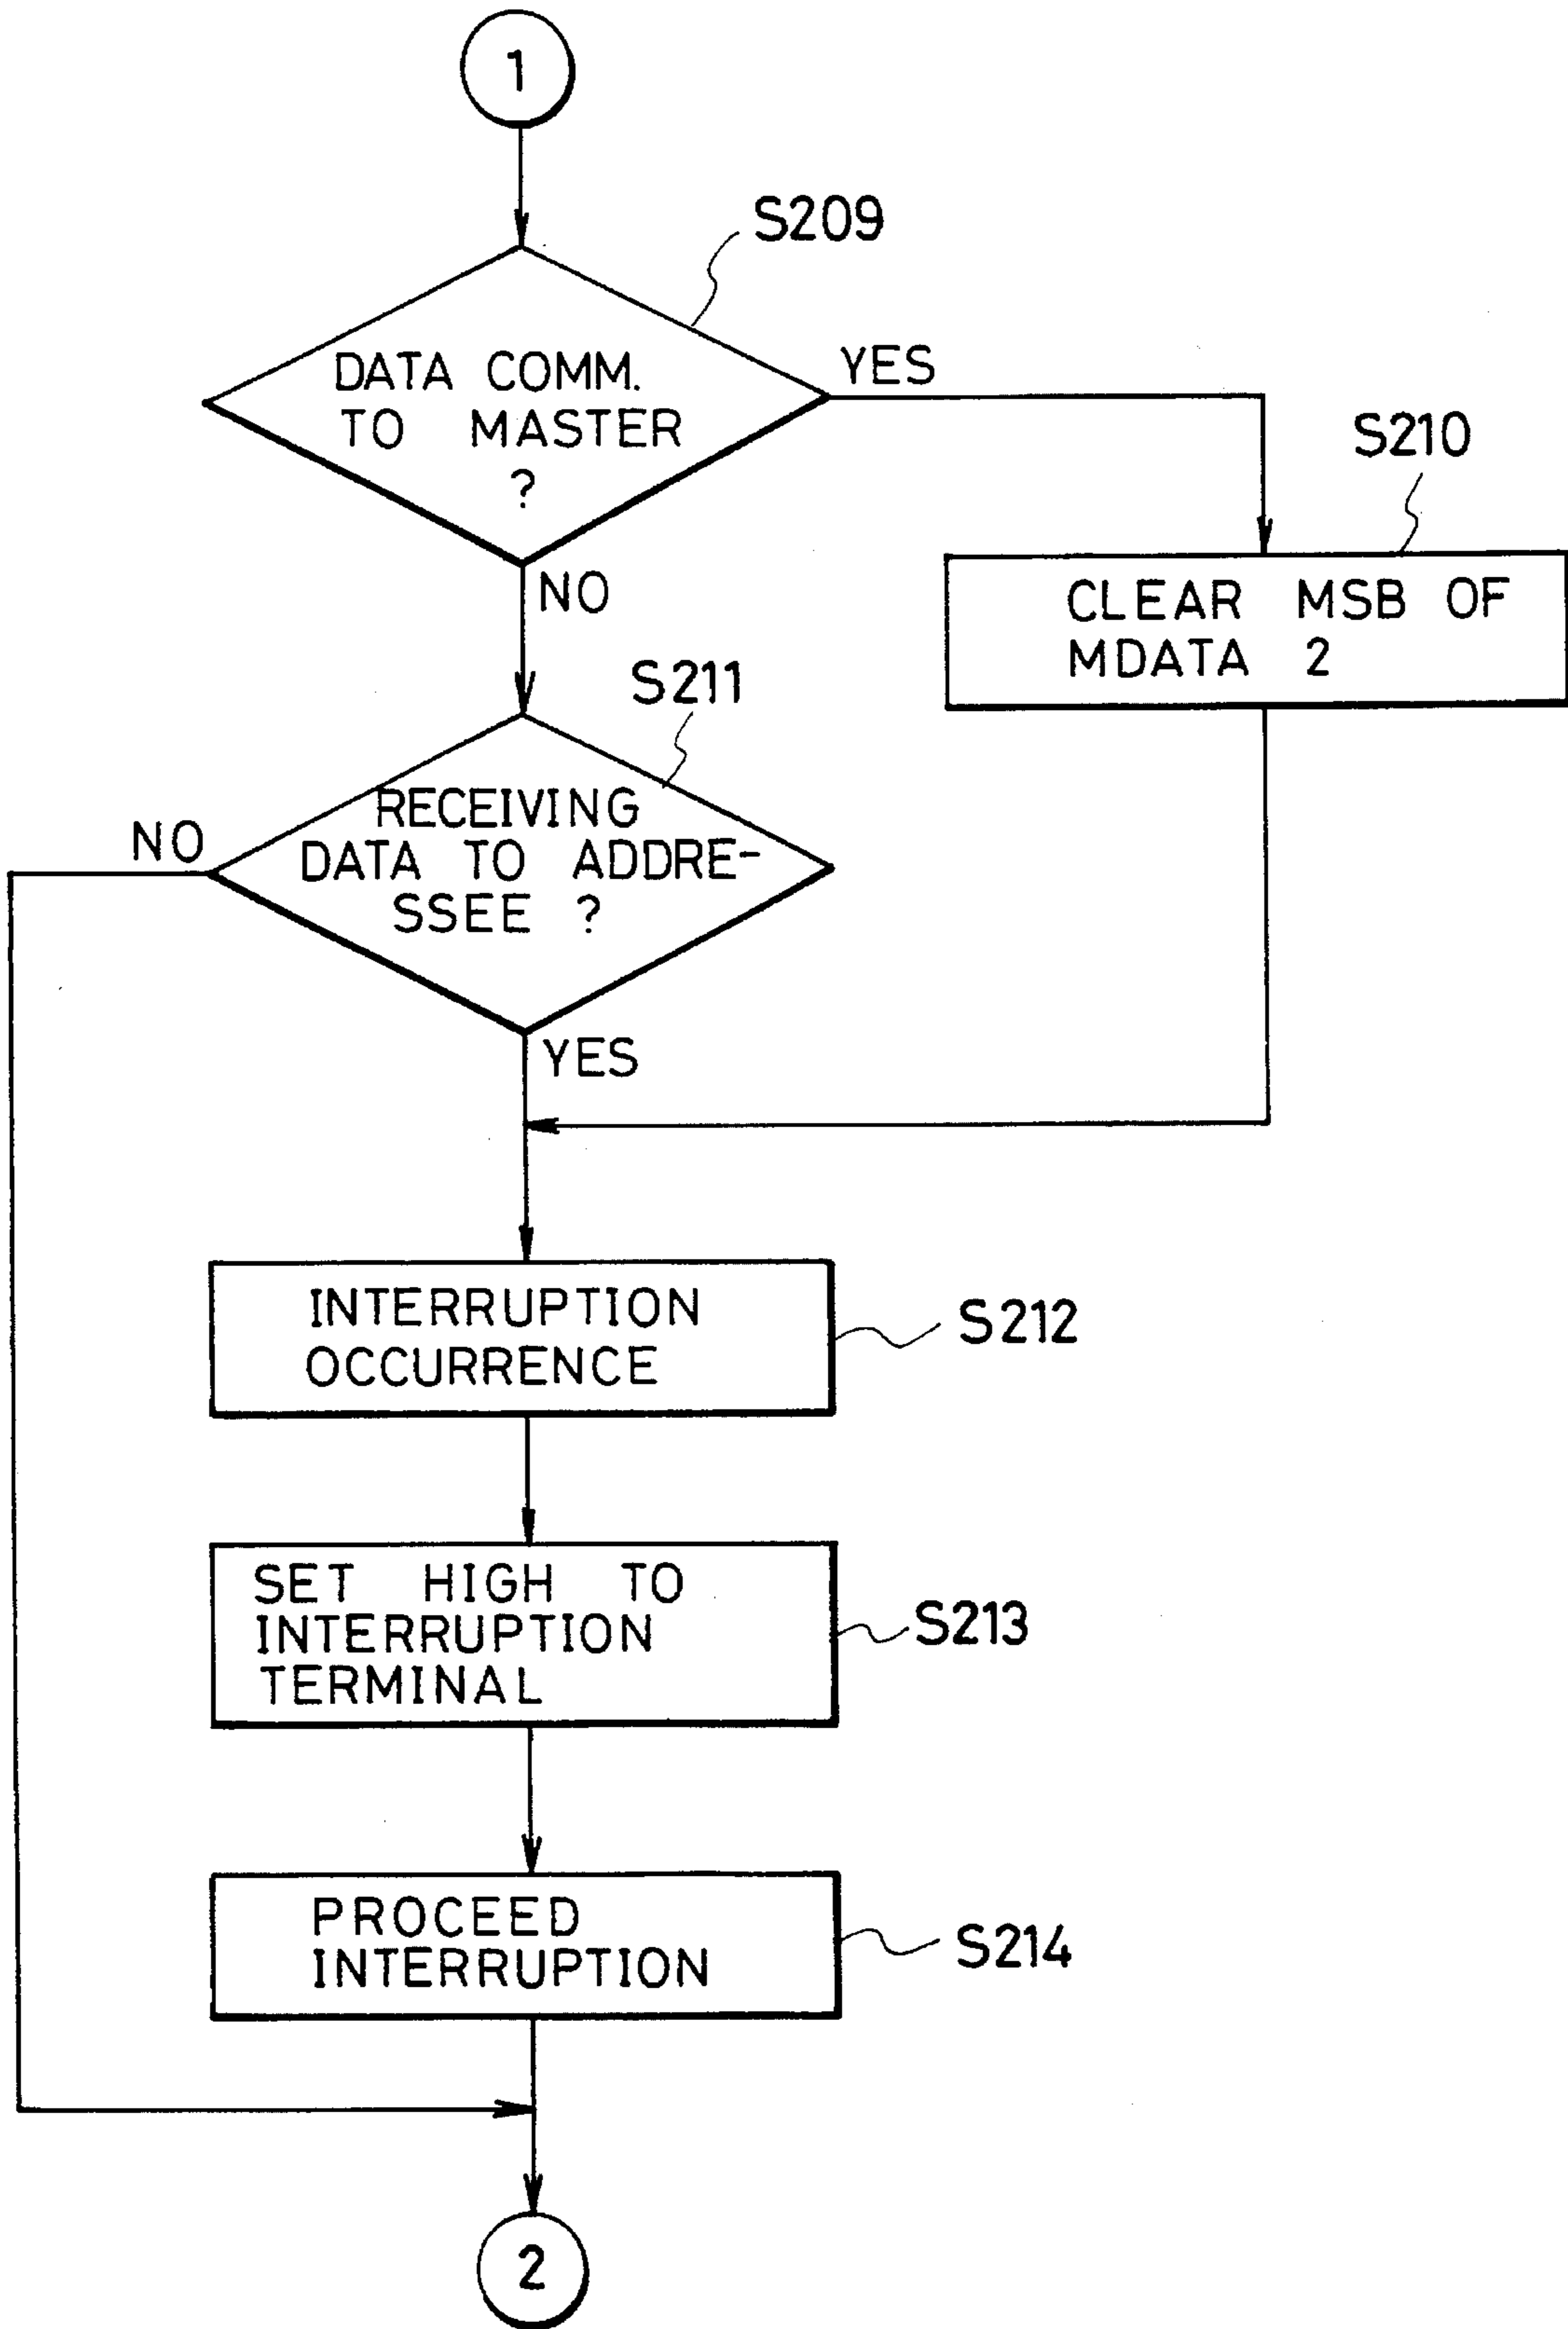 1
S209
DATA COMM.
TO MASTER
?
YES
S210
CLEAR MSB OF
MDATA 2
NO
S211
RECEIVING
DATA TO ADDRE-
SSEE ?
NO
YES
INTERRUPTION
OCCURRENCE
S212
SET HIGH TO
INTERRUPTION
TERMINAL
S213
PROCEED
INTERRUPTION
S214
2